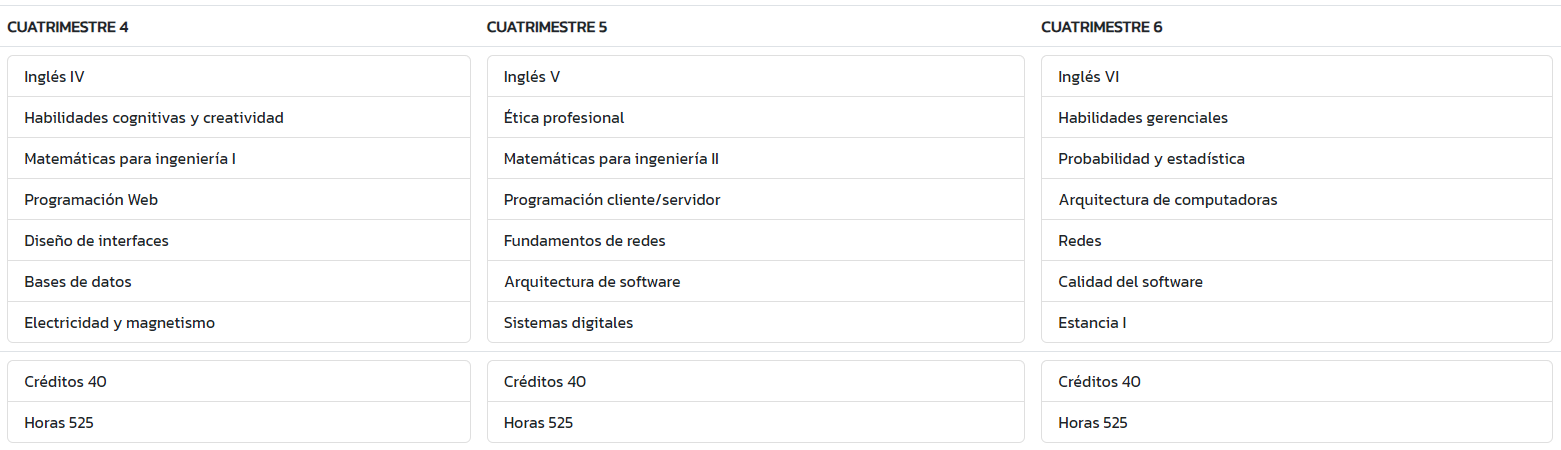 CUATRIMESTRE 4
Inglés IV
Habilidades cognitivas y creatividad
Matemáticas para ingeniería I
Programación Web
Diseño de interfaces
Bases de datos
Electricidad y magnetismo
Créditos 40
Horas 525
CUATRIMESTRE 5
Inglés V
Ética profesional
Matemáticas para ingeniería II
Programación cliente/servidor
Fundamentos de redes
Arquitectura de software
Sistemas digitales
Créditos 40
Horas 525
CUATRIMESTRE 6
Inglés VI
Habilidades gerenciales
Probabilidad y estadística
Arquitectura de computadoras
Redes
Calidad del software
Estancia I
Créditos 40
Horas 525